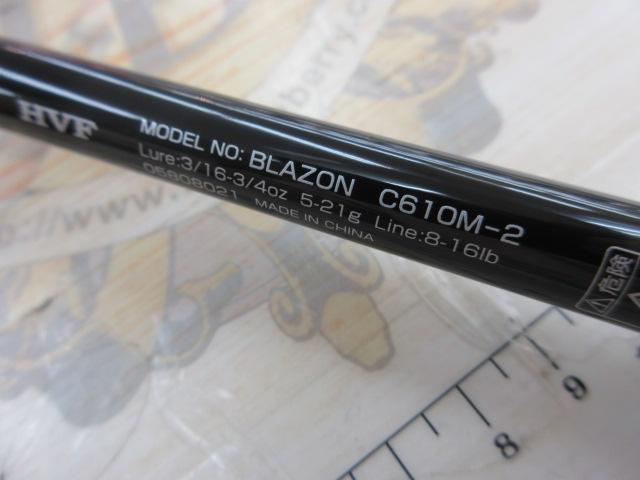 HVF
MODEL NO: BLAZON C610M-2
Lure:3/16-3/4oz 5-21g Line:8-16lb
05808021 MADE IN CHINA
危険
8
9